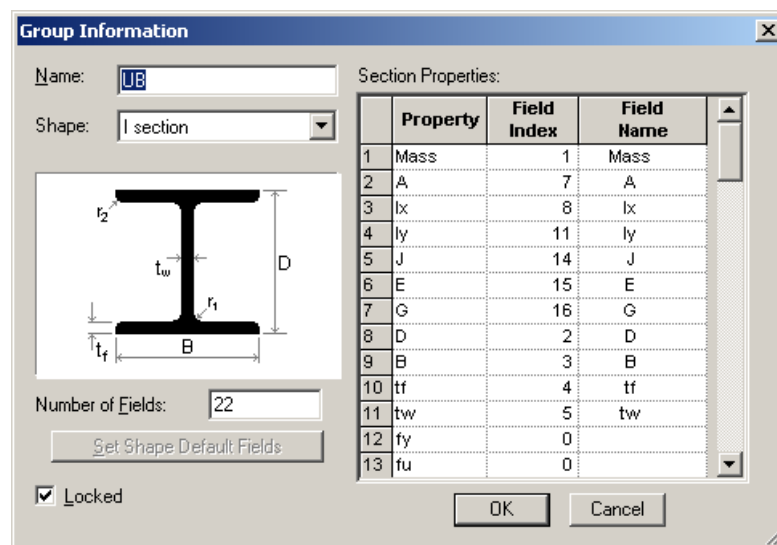 Group Information
Name: UB
Shape: I section
r2
tw
D
r1
tf
B
Number of Fields: 22
Set Shape Default Fields
Locked
Section Properties:
Property Field Index Field Name
1 Mass 1 Mass
2 A 7 A
3 Ix 8 Ix
4 Iy 11 Iy
5 J 14 J
6 E 15 E
7 G 16 G
8 D 2 D
9 B 3 B
10 tf 4 tf
11 tw 5 tw
12 fy 0
13 fu 0
OK Cancel